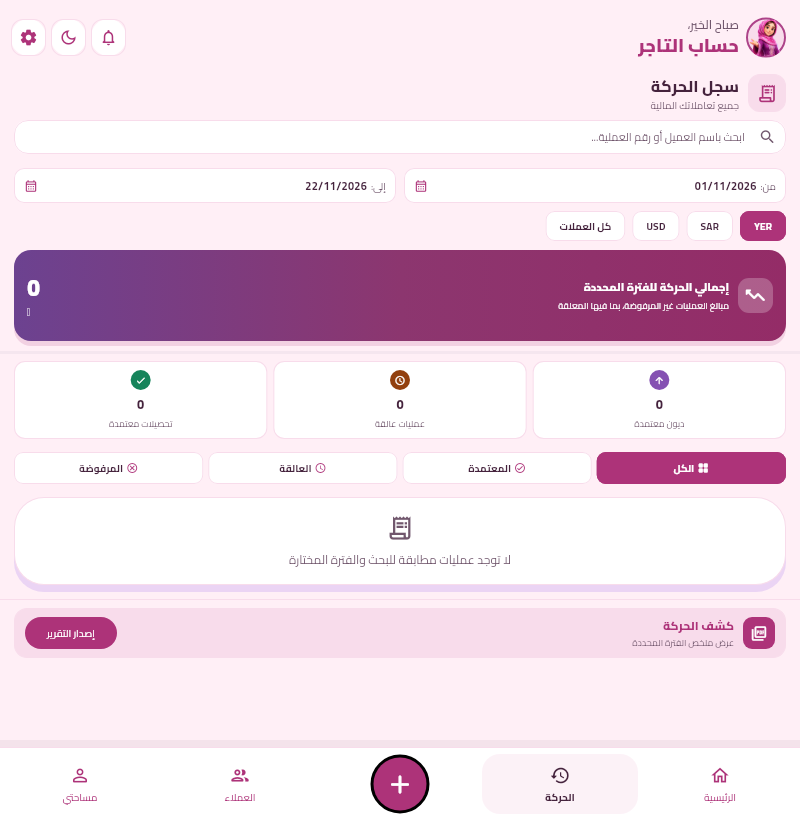 صباح الخير،
حساب التاجر
سجل الحركة
جميع تعاملاتك المالية
ابحث باسم العميل أو رقم العملية...
من: 01/11/2026
إلى: 22/11/2026
YER
SAR
USD
كل العملات
إجمالي الحركة للفترة المحددة
مبالغ العمليات غير المرفوضة، بما فيها المعلقة
0
0
ديون معتمدة
0
عمليات عالقة
0
تحصيلات معتمدة
الكل
المعتمدة
العالقة
المرفوضة
لا توجد عمليات مطابقة للبحث والفترة المختارة
كشف الحركة
عرض ملخص الفترة المحددة
إصدار التقرير
الرئيسية
الحركة
العملاء
مساحتي